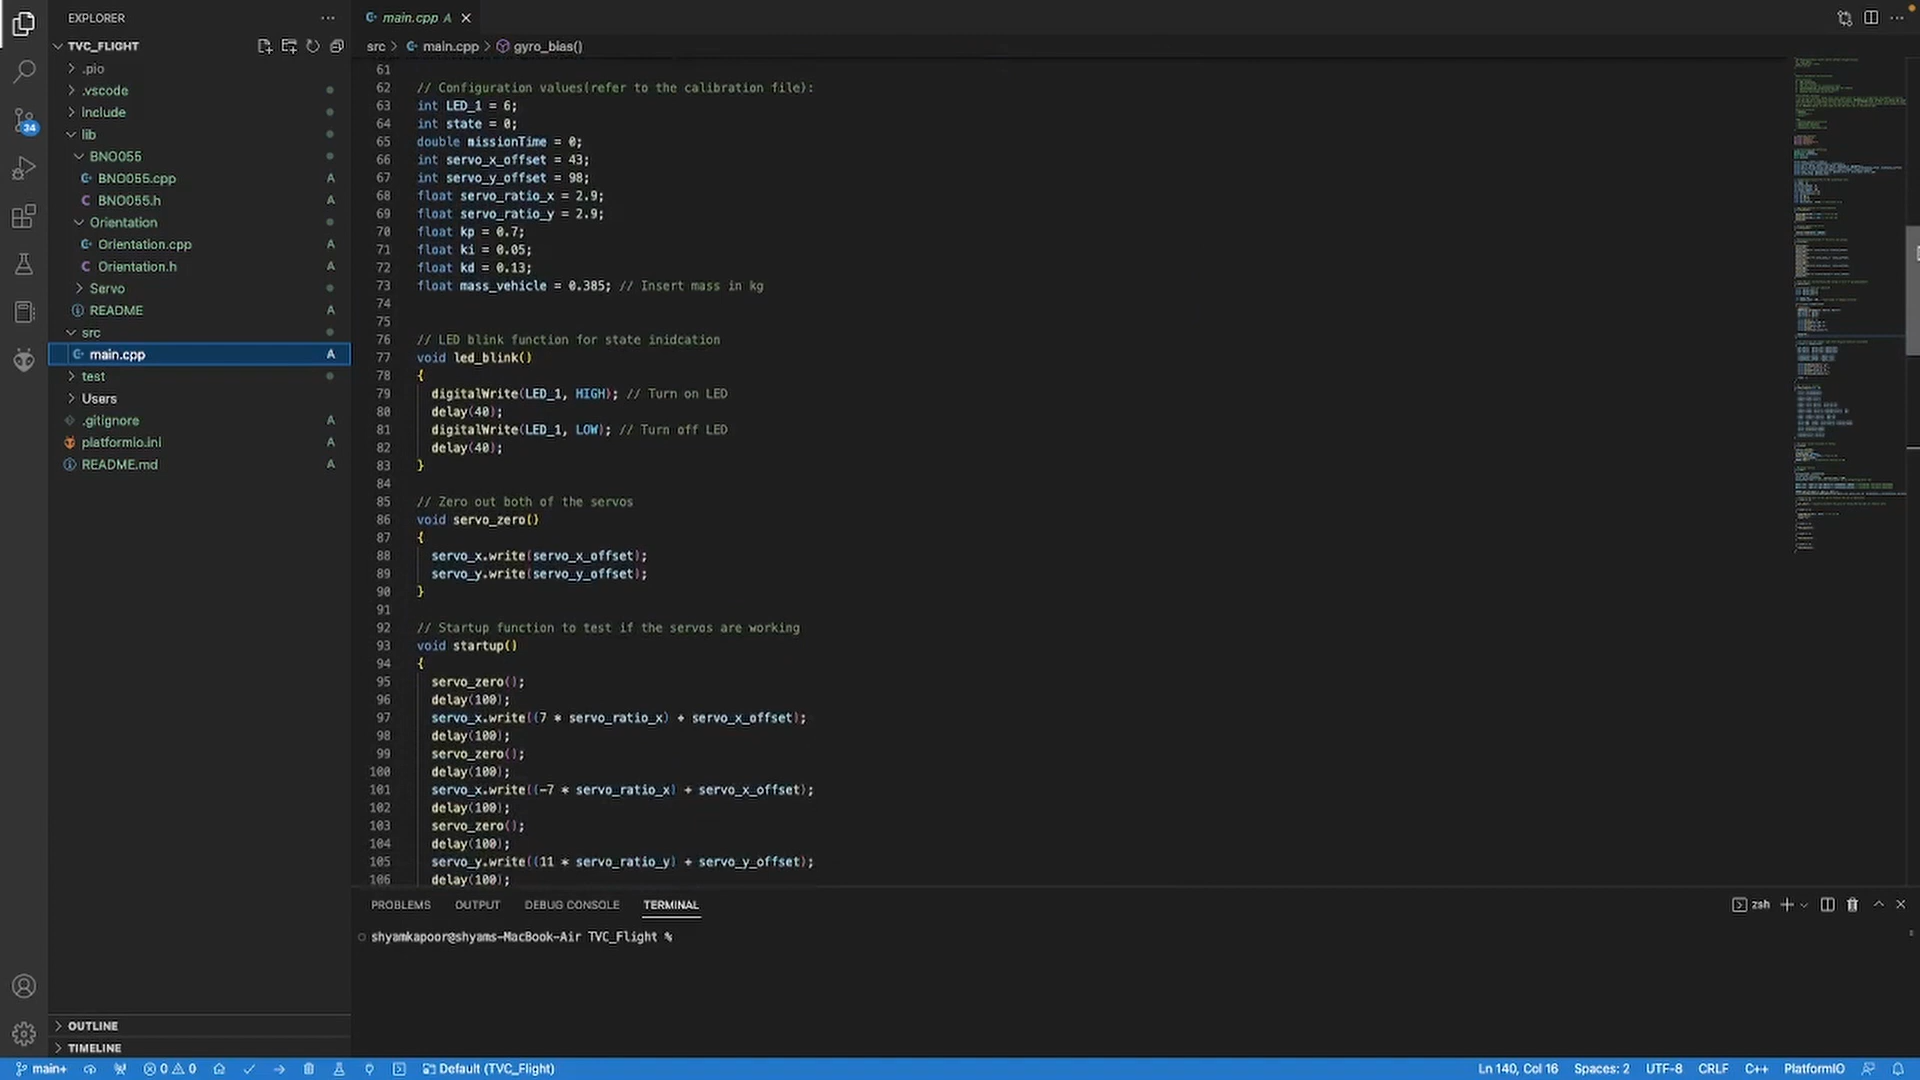 EXPLORER
TVC_FLIGHT
.pio
.vscode
include
lib
BNO055
BNO055.cpp A
BNO055.h A
Orientation
Orientation.cpp A
Orientation.h A
Servo
README
src
main.cpp A
test
Users
.gitignore A
platformio.ini A
README.md A
OUTLINE
TIMELINE
34
main.cpp A
src > main.cpp > gyro_bias()
61
62 // Configuration values(refer to the calibration file):
63 int LED_1 = 6;
64 int state = 0;
65 double missionTime = 0;
66 int servo_x_offset = 43;
67 int servo_y_offset = 98;
68 float servo_ratio_x = 2.9;
69 float servo_ratio_y = 2.9;
70 float kp = 0.7;
71 float ki = 0.05;
72 float kd = 0.13;
73 float mass_vehicle = 0.385; // Insert mass in kg
74
75
76 // LED blink function for state inidcation
77 void led_blink()
78 {
79 digitalWrite(LED_1, HIGH); // Turn on LED
80 delay(40);
81 digitalWrite(LED_1, LOW); // Turn off LED
82 delay(40);
83 }
84
85 // Zero out both of the servos
86 void servo_zero()
87 {
88 servo_x.write(servo_x_offset);
89 servo_y.write(servo_y_offset);
90 }
91
92 // Startup function to test if the servos are working
93 void startup()
94 {
95 servo_zero();
96 delay(100);
97 servo_x.write((7 * servo_ratio_x) + servo_x_offset);
98 delay(100);
99 servo_zero();
100 delay(100);
101 servo_x.write((-7 * servo_ratio_x) + servo_x_offset);
102 delay(100);
103 servo_zero();
104 delay(100);
105 servo_y.write((11 * servo_ratio_y) + servo_y_offset);
106 delay(100);
PROBLEMS OUTPUT DEBUG CONSOLE TERMINAL zsh
shyamkapoor@shyams-MacBook-Air TVC_Flight %
main+ 0 0 Default (TVC_Flight) Ln 140, Col 16 Spaces: 2 UTF-8 CRLF C++ PlatformIO